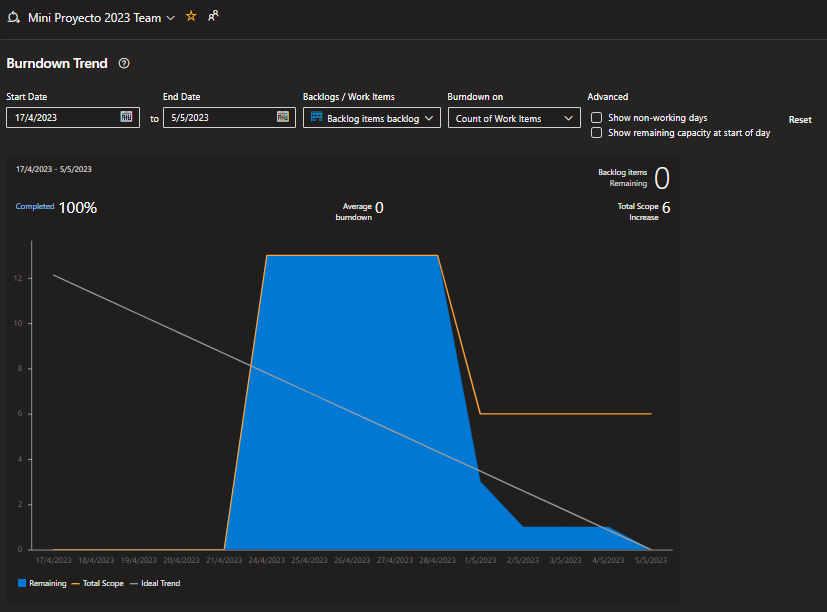 Mini Proyecto 2023 Team
Burndown Trend
Start Date
End Date
Backlogs / Work Items
Burndown on
Advanced
17/4/2023
to
5/5/2023
Backlog items backlog
Count of Work Items
Show non-working days
Show remaining capacity at start of day
Reset
17/4/2023 - 5/5/2023
Backlog items
Remaining
0
Completed 100%
Average
burndown
0
Total Scope
Increase
6
12
10
8
6
4
2
0
17/4/2023 18/4/2023 19/4/2023 20/4/2023 21/4/2023 24/4/2023 25/4/2023 26/4/2023 27/4/2023 28/4/2023 1/5/2023 2/5/2023 3/5/2023 4/5/2023 5/5/2023
Remaining Total Scope Ideal Trend